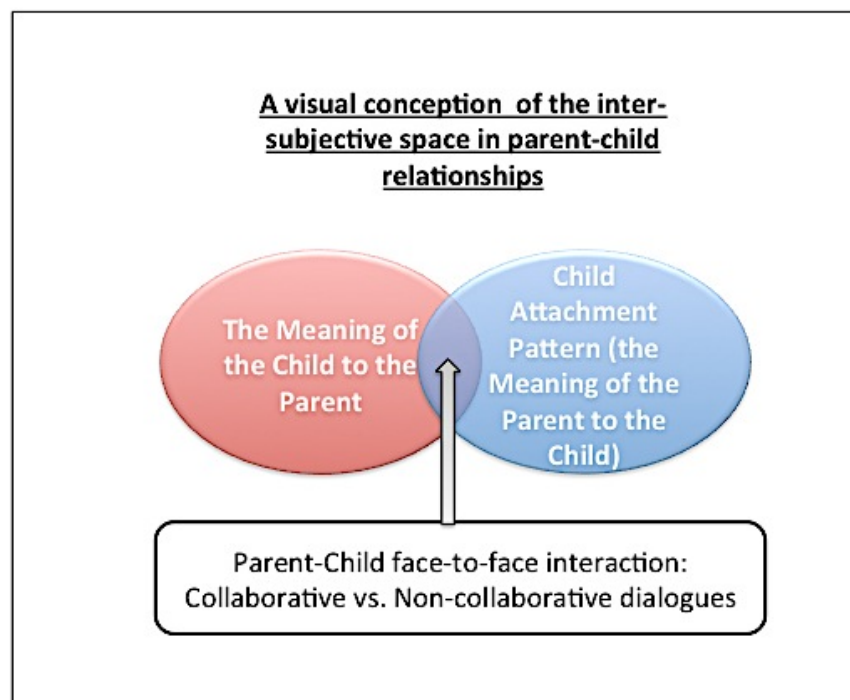 A visual conception of the inter-
subjective space in parent-child
relationships
The Meaning of
the Child to the
Parent
Child
Attachment
Pattern (the
Meaning of the
Parent to the
Child)
Parent-Child face-to-face interaction:
Collaborative vs. Non-collaborative dialogues